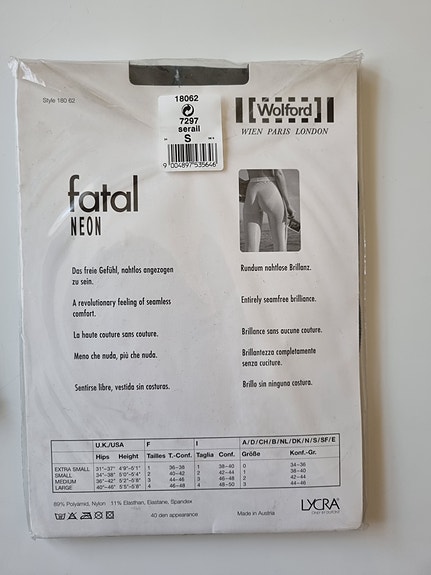 Style 180 62
18062
7297
serail
S
9 004897 535646
Wolford
WIEN PARIS LONDON
fatal
NEON
Das freie Gefühl, nahtlos angezogen
zu sein.
A revolutionary feeling of seamless
comfort.
La haute couture sans couture.
Meno che nuda, più che nuda.
Sentirse libre, vestida sin costuras.
Rundum nahtlose Brillanz.
Entirely seamfree brilliance.
Brillance sans aucune couture.
Brillantezza completamente
senza cuciture.
Brillo sin ninguna costura.
U.K./USA F I A/D/CH/B/NL/DK/N/S/SF/E
Hips Height Tailles T.-Conf. Taglia Conf. Größe Konf.-Gr.
EXTRA SMALL 31"-37" 4'9"-5'1" 1 36-38 1 38-40 0 34-36
SMALL 34"-38" 5'0"-5'4" 2 40-42 2 42-44 1 38-40
MEDIUM 36"-42" 5'2"-5'8" 3 44-46 3 46-48 2 42-44
LARGE 40"-46" 5'5"-5'8" 4 46-48 4 48-50 3 44-46
89% Polyamid, Nylon 11% Elasthan, Elastane, Spandex
40 den appearance
Made in Austria
LYCRA